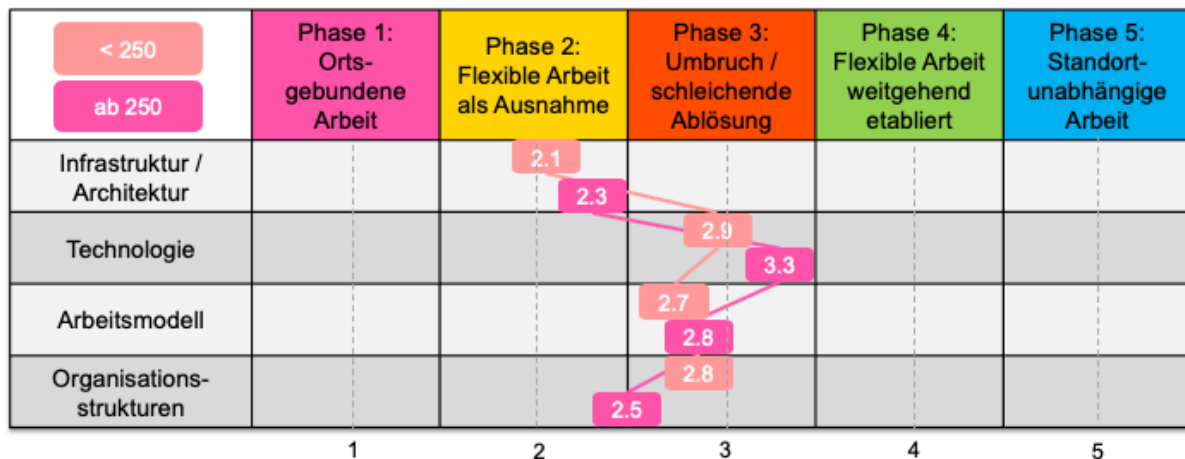 < 250
ab 250
Phase 1:
Orts-
gebundene
Arbeit
Phase 2:
Flexible Arbeit
als Ausnahme
Phase 3:
Umbruch /
schleichende
Ablösung
Phase 4:
Flexible Arbeit
weitgehend
etabliert
Phase 5:
Standort-
unabhängige
Arbeit
Infrastruktur /
Architektur
2.1
2.3
Technologie
2.9
3.3
Arbeitsmodell
2.7
2.8
Organisations-
strukturen
2.8
2.5
1
2
3
4
5